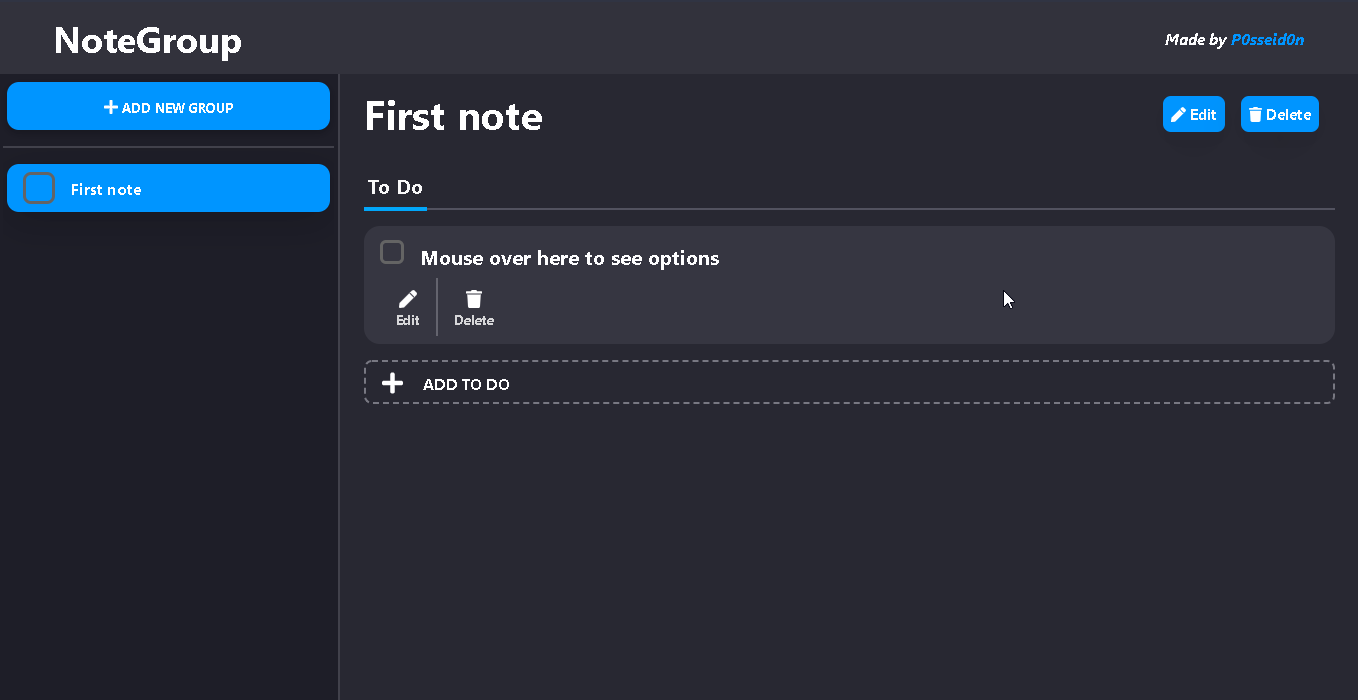 NoteGroup
Made by P0sseid0n
ADD NEW GROUP
First note
First note
Edit
Delete
To Do
Mouse over here to see options
Edit
Delete
ADD TO DO